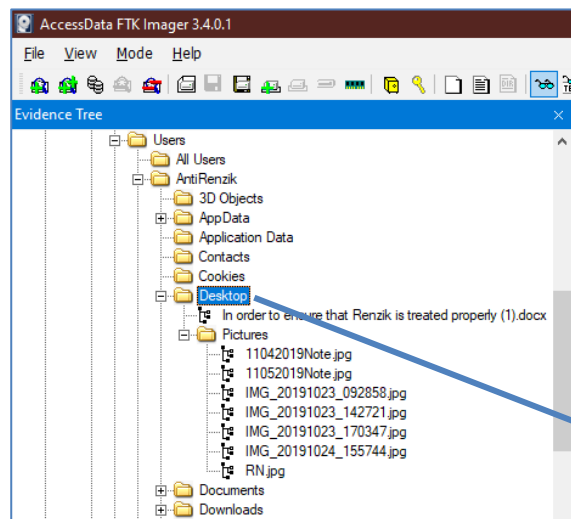 AccessData FTK Imager 3.4.0.1
File View Mode Help
Evidence Tree
Users
All Users
AntiRenzik
3D Objects
AppData
Application Data
Contacts
Cookies
Desktop
In order to ensure that Renzik is treated properly (1).docx
Pictures
11042019Note.jpg
11052019Note.jpg
IMG_20191023_092858.jpg
IMG_20191023_142721.jpg
IMG_20191023_170347.jpg
IMG_20191024_155744.jpg
RN.jpg
Documents
Downloads